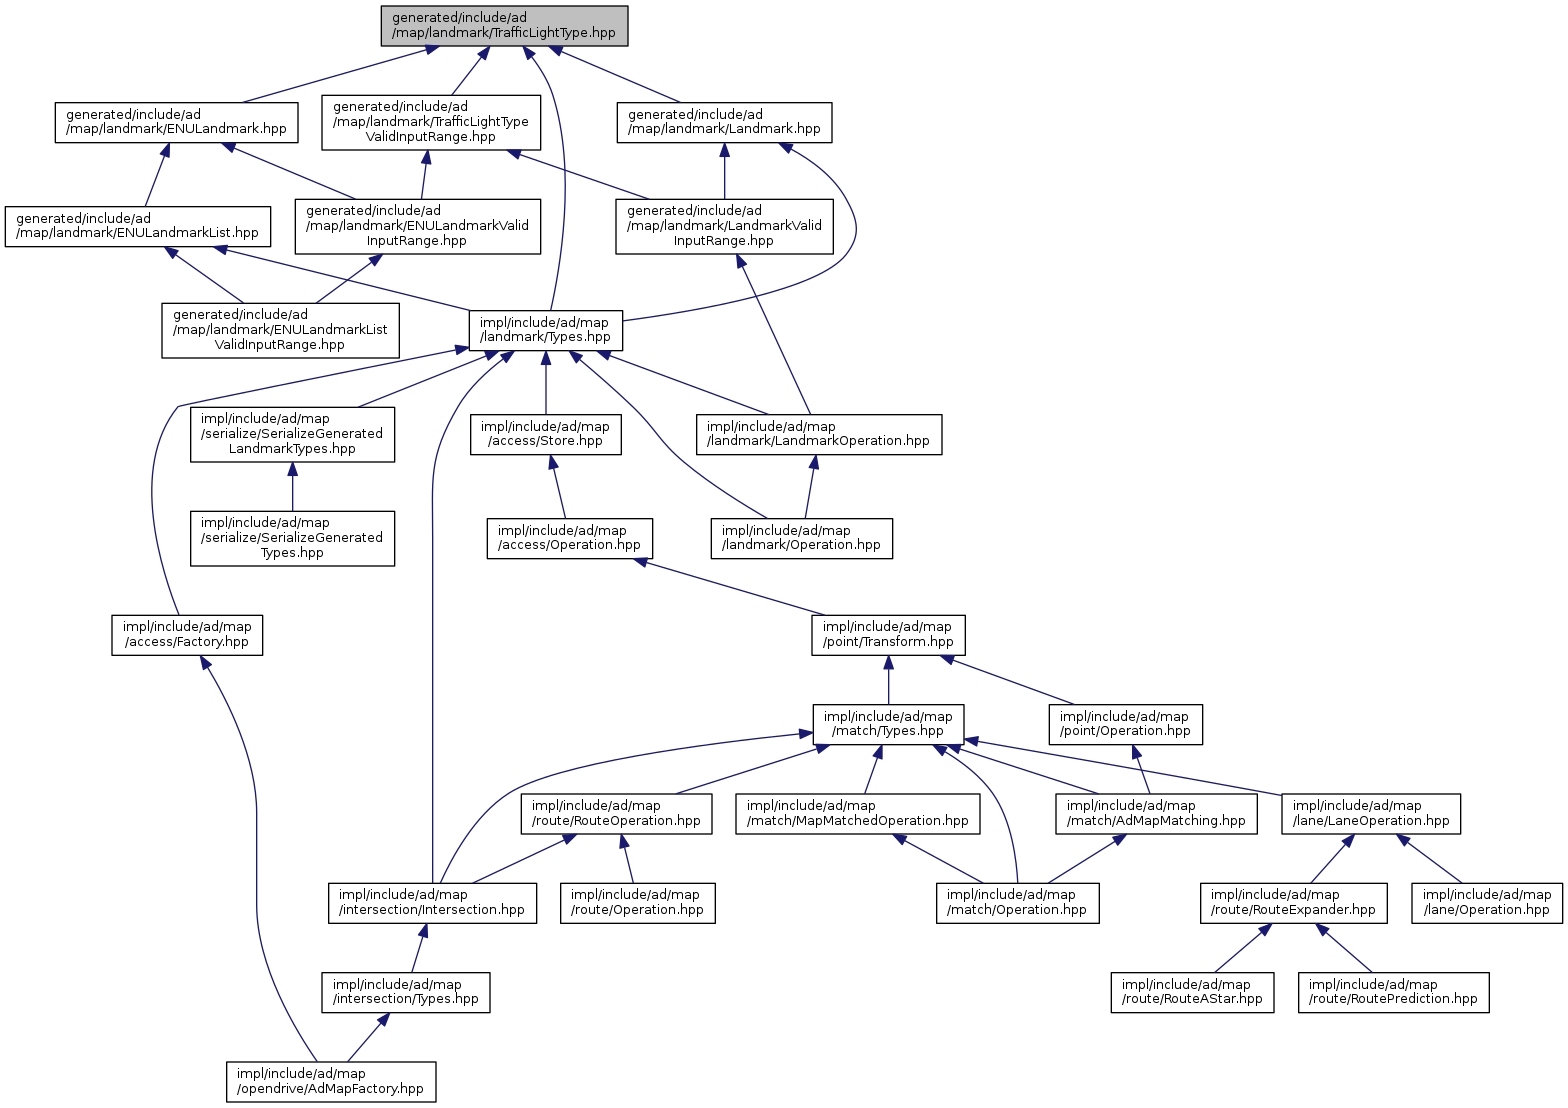 generated/include/ad
/map/landmark/TrafficLightType.hpp
generated/include/ad
/map/landmark/ENULandmark.hpp
generated/include/ad
/map/landmark/TrafficLightType
ValidInputRange.hpp
generated/include/ad
/map/landmark/Landmark.hpp
generated/include/ad
/map/landmark/ENULandmarkList.hpp
generated/include/ad
/map/landmark/ENULandmarkValid
InputRange.hpp
generated/include/ad
/map/landmark/LandmarkValid
InputRange.hpp
generated/include/ad
/map/landmark/ENULandmarkList
ValidInputRange.hpp
impl/include/ad/map
/landmark/Types.hpp
impl/include/ad/map
/serialize/SerializeGenerated
LandmarkTypes.hpp
impl/include/ad/map
/access/Store.hpp
impl/include/ad/map
/landmark/LandmarkOperation.hpp
impl/include/ad/map
/serialize/SerializeGenerated
Types.hpp
impl/include/ad/map
/access/Operation.hpp
impl/include/ad/map
/landmark/Operation.hpp
impl/include/ad/map
/access/Factory.hpp
impl/include/ad/map
/point/Transform.hpp
impl/include/ad/map
/match/Types.hpp
impl/include/ad/map
/point/Operation.hpp
impl/include/ad/map
/route/RouteOperation.hpp
impl/include/ad/map
/match/MapMatchedOperation.hpp
impl/include/ad/map
/match/AdMapMatching.hpp
impl/include/ad/map
/lane/LaneOperation.hpp
impl/include/ad/map
/intersection/Intersection.hpp
impl/include/ad/map
/route/Operation.hpp
impl/include/ad/map
/match/Operation.hpp
impl/include/ad/map
/route/RouteExpander.hpp
impl/include/ad/map
/lane/Operation.hpp
impl/include/ad/map
/intersection/Types.hpp
impl/include/ad/map
/route/RouteAStar.hpp
impl/include/ad/map
/route/RoutePrediction.hpp
impl/include/ad/map
/opendrive/AdMapFactory.hpp